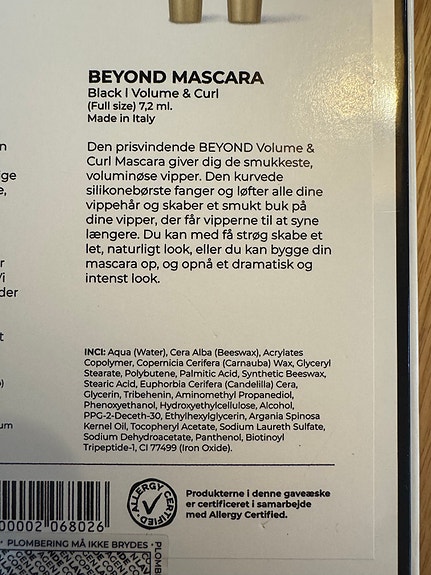 BEYOND MASCARA
Black | Volume & Curl
(Full size) 7,2 ml.
Made in Italy
Den prisvindende BEYOND Volume &
Curl Mascara giver dig de smukkeste,
voluminøse vipper. Den kurvede
silikonebørste fanger og løfter alle dine
vippehår og skaber et smukt buk på
dine vipper, der får vipperne til at syne
længere. Du kan med få strøg skabe et
let, naturligt look, eller du kan bygge din
mascara op, og opnå et dramatisk og
intenst look.
INCI: Aqua (Water), Cera Alba (Beeswax), Acrylates
Copolymer, Copernicia Cerifera (Carnauba) Wax, Glyceryl
Stearate, Polybutene, Palmitic Acid, Synthetic Beeswax,
Stearic Acid, Euphorbia Cerifera (Candelilla) Cera,
Glycerin, Tribehenin, Aminomethyl Propanediol,
Phenoxyethanol, Hydroxyethylcellulose, Alcohol,
PPG-2-Deceth-30, Ethylhexylglycerin, Argania Spinosa
Kernel Oil, Tocopheryl Acetate, Sodium Laureth Sulfate,
Sodium Dehydroacetate, Panthenol, Biotinoyl
Tripeptide-1, CI 77499 (Iron Oxide).
ALLERGY CERTIFIED
Produkterne i denne gaveæske
er certificeret i samarbejde
med Allergy Certified.
00002 068026
• PLOMBERING MÅ IKKE BRYDES •